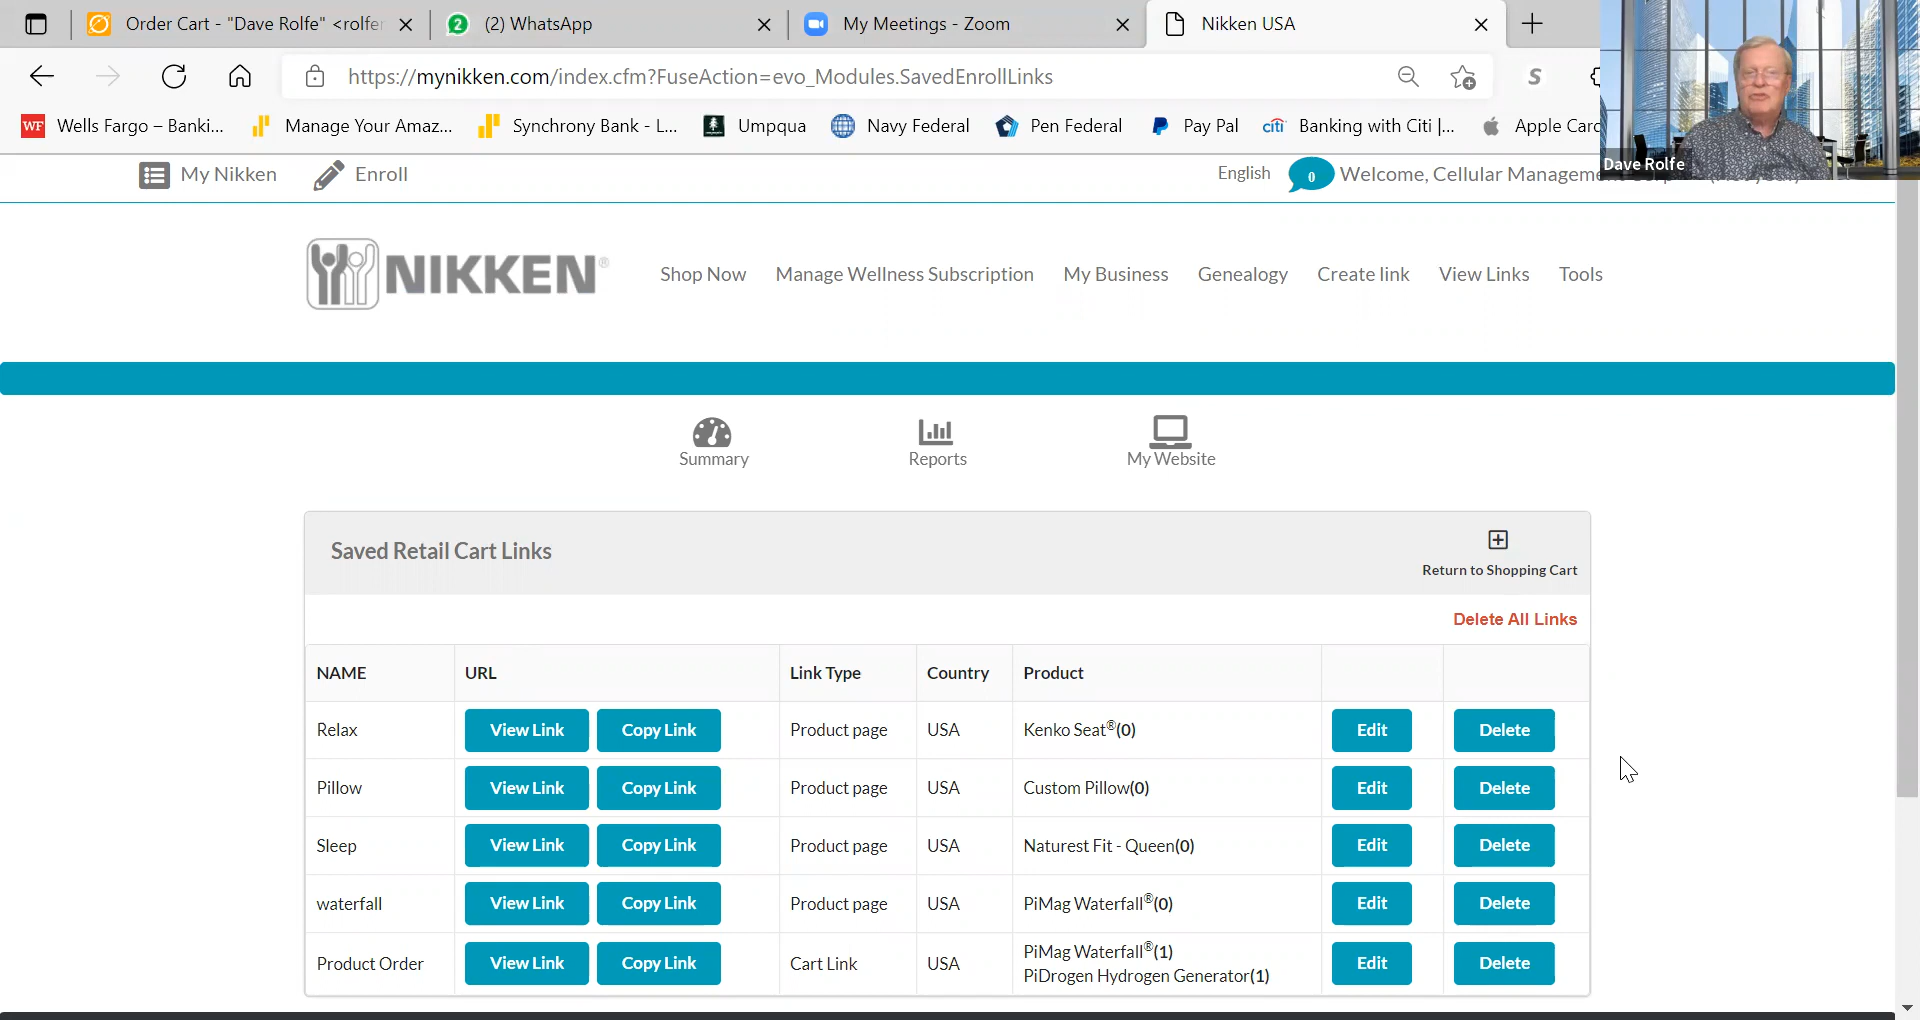 Order Cart - "Dave Rolfe" <rolfer
2 (2) WhatsApp
My Meetings - Zoom
Nikken USA
https://mynikken.com/index.cfm?FuseAction=evo_Modules.SavedEnrollLinks
S
WF Wells Fargo – Banki...
Manage Your Amaz...
Synchrony Bank - L...
Umpqua
Navy Federal
Pen Federal
Pay Pal
citi Banking with Citi |...
Apple Card
Dave Rolfe
My Nikken
Enroll
English
0
Welcome, Cellular Management
NIKKEN®
Shop Now
Manage Wellness Subscription
My Business
Genealogy
Create link
View Links
Tools
Summary
Reports
My Website
Saved Retail Cart Links
Return to Shopping Cart
Delete All Links
NAME URL Link Type Country Product
Relax View Link Copy Link Product page USA Kenko Seat®(0) Edit Delete
Pillow View Link Copy Link Product page USA Custom Pillow(0) Edit Delete
Sleep View Link Copy Link Product page USA Naturest Fit - Queen(0) Edit Delete
waterfall View Link Copy Link Product page USA PiMag Waterfall®(0) Edit Delete
Product Order View Link Copy Link Cart Link USA PiMag Waterfall®(1) Edit Delete
PiDrogen Hydrogen Generator(1)